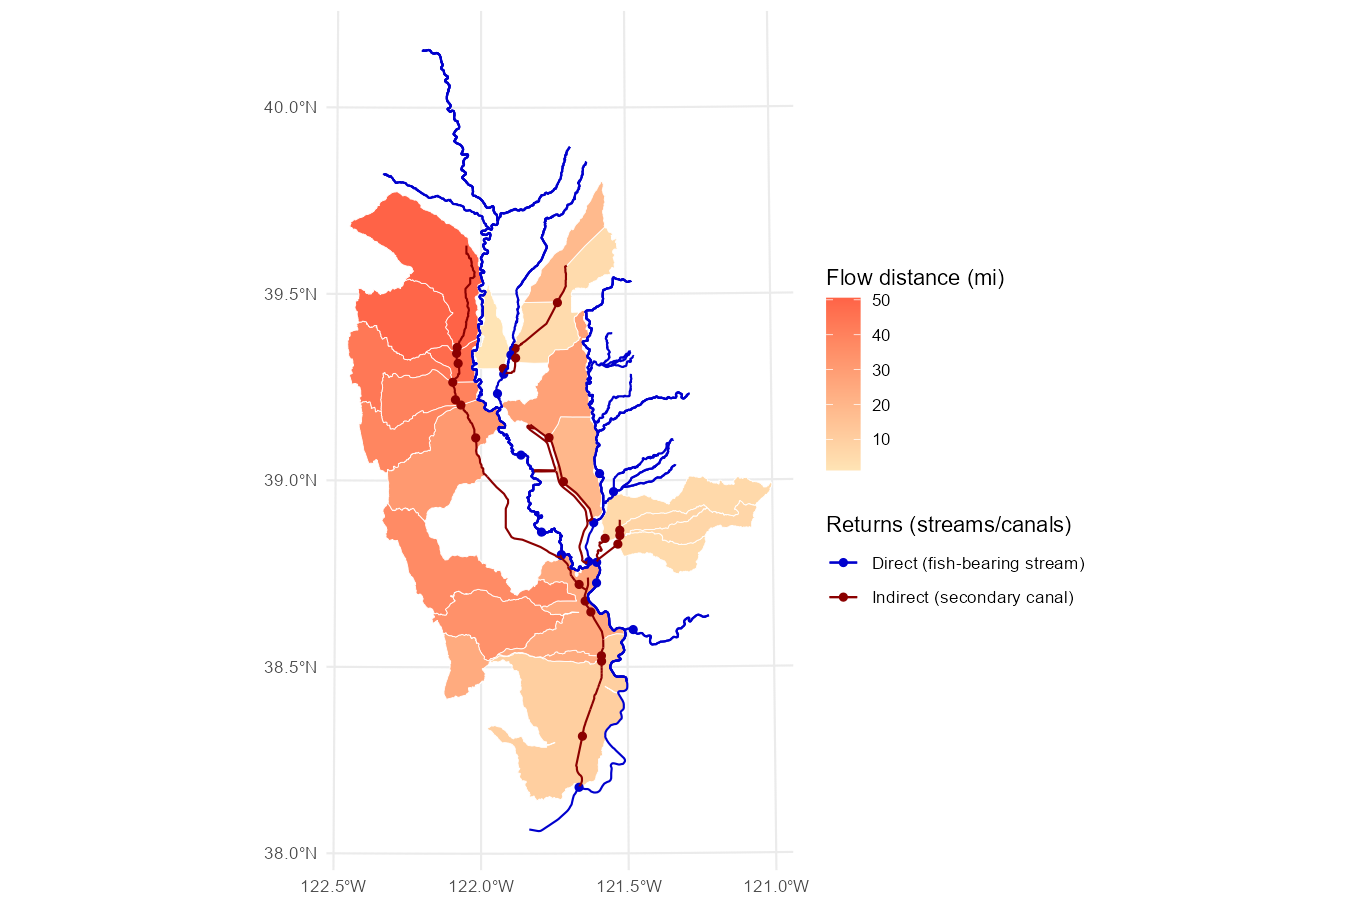 40.0°N
39.5°N
39.0°N
38.5°N
38.0°N
122.5°W
122.0°W
121.5°W
121.0°W
Flow distance (mi)
50
40
30
20
10
Returns (streams/canals)
Direct (fish-bearing stream)
Indirect (secondary canal)